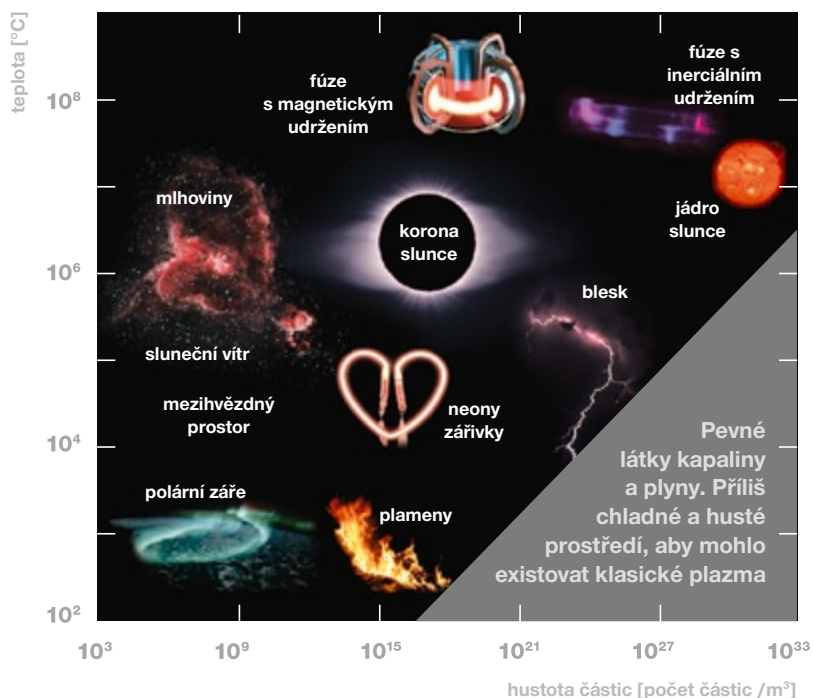 teplota [°C]
10⁸
10⁶
10⁴
10²
fúze
s magnetickým
udržením
fúze s
inerciálním
udržením
mlhoviny
korona
slunce
jádro
slunce
blesk
sluneční vítr
mezihvězdný
prostor
neony
zářivky
polární záře
plameny
Pevné
látky kapaliny
a plyny. Příliš
chladné a husté
prostředí, aby mohlo
existovat klasické plazma
10³
10⁹
10¹⁵
10²¹
10²⁷
10³³
hustota částic [počet částic /m³]